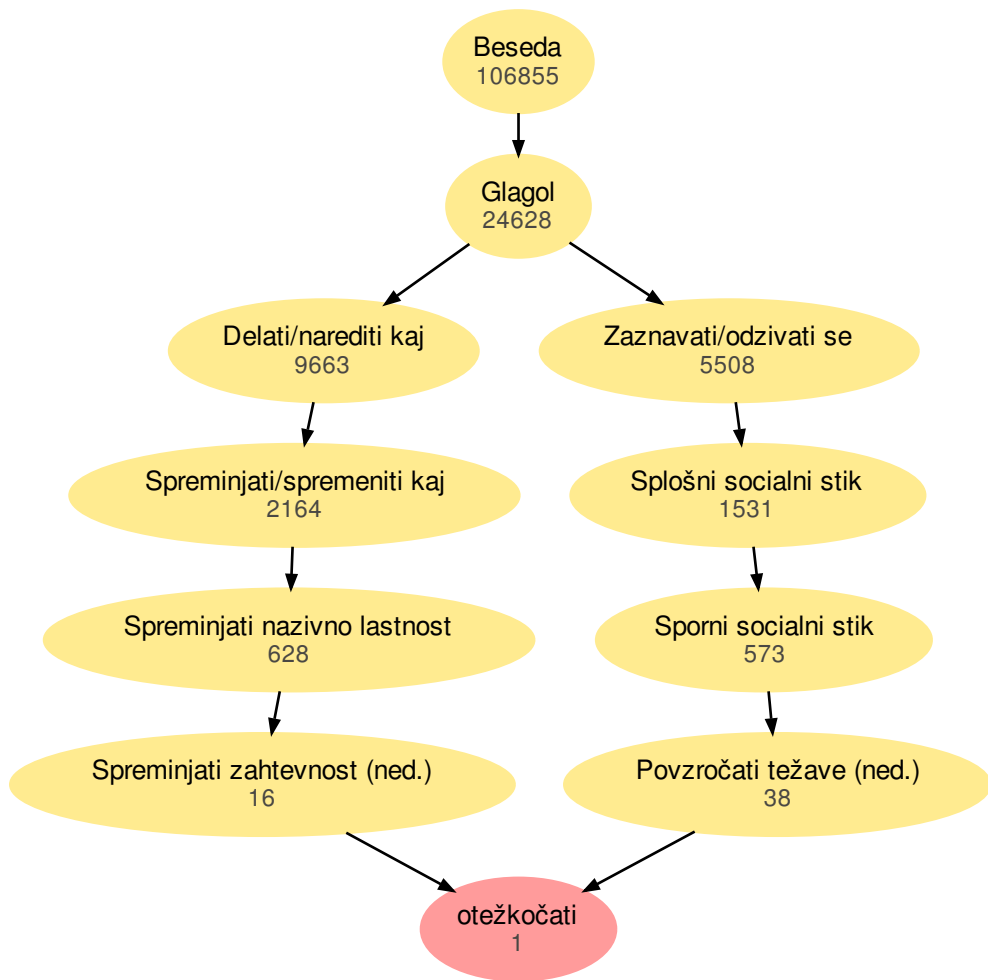 Beseda
106855
Glagol
24628
Delati/narediti kaj
9663
Zaznavati/odzivati se
5508
Spreminjati/spremeniti kaj
2164
Splošni socialni stik
1531
Spreminjati nazivno lastnost
628
Sporni socialni stik
573
Spreminjati zahtevnost (ned.)
16
Povzročati težave (ned.)
38
otežkočati
1